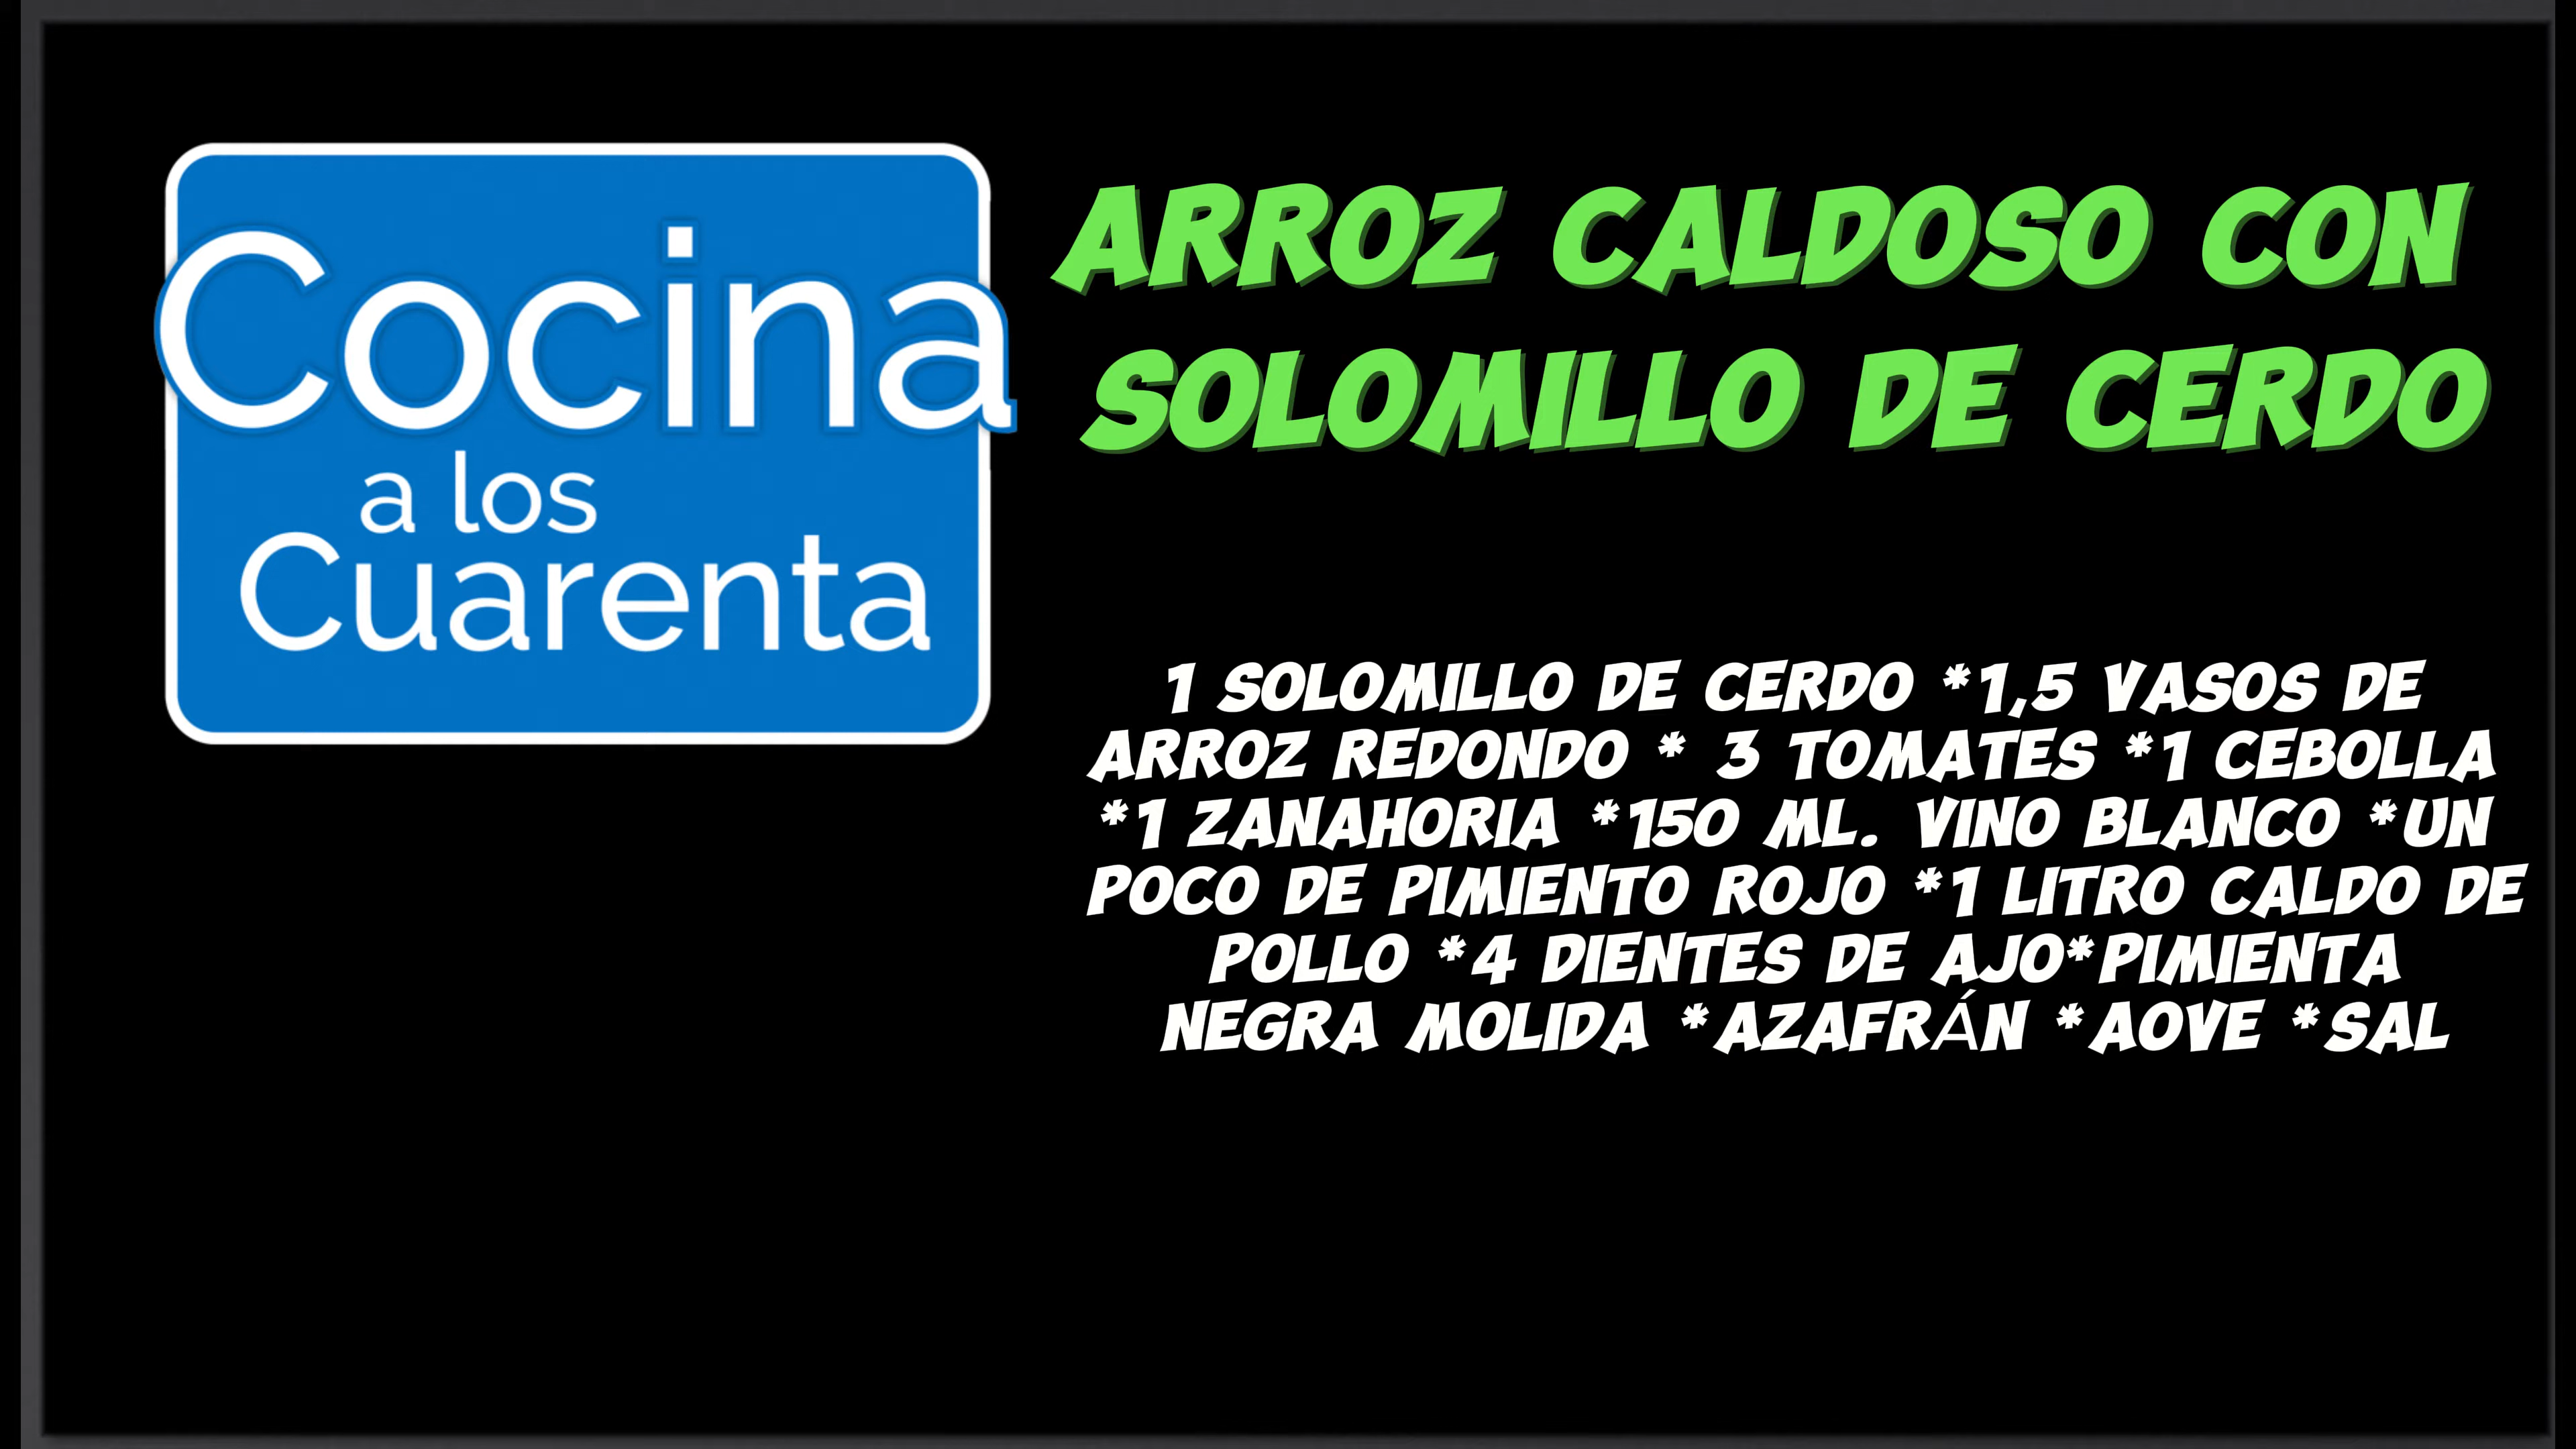 Cocina
a los
Cuarenta
ARROZ CALDOSO CON
SOLOMILLO DE CERDO
1 SOLOMILLO DE CERDO *1,5 VASOS DE
ARROZ REDONDO * 3 TOMATES *1 CEBOLLA
*1 ZANAHORIA *150 ML. VINO BLANCO *UN
POCO DE PIMIENTO ROJO *1 LITRO CALDO DE
POLLO *4 DIENTES DE AJO*PIMIENTA
NEGRA MOLIDA *AZAFRÁN *AOVE *SAL